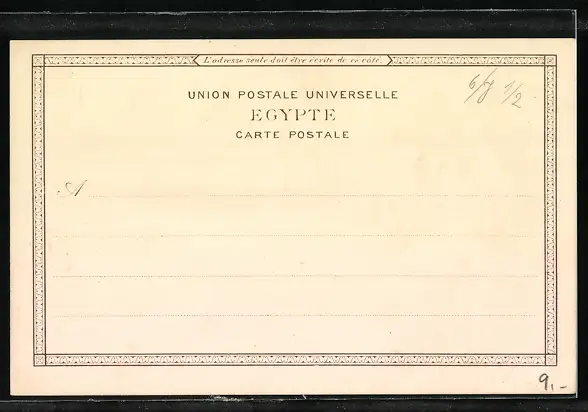 L'adresse seule doit être écrite de ce côté.
UNION POSTALE UNIVERSELLE
EGYPTE
CARTE POSTALE
A
9,-